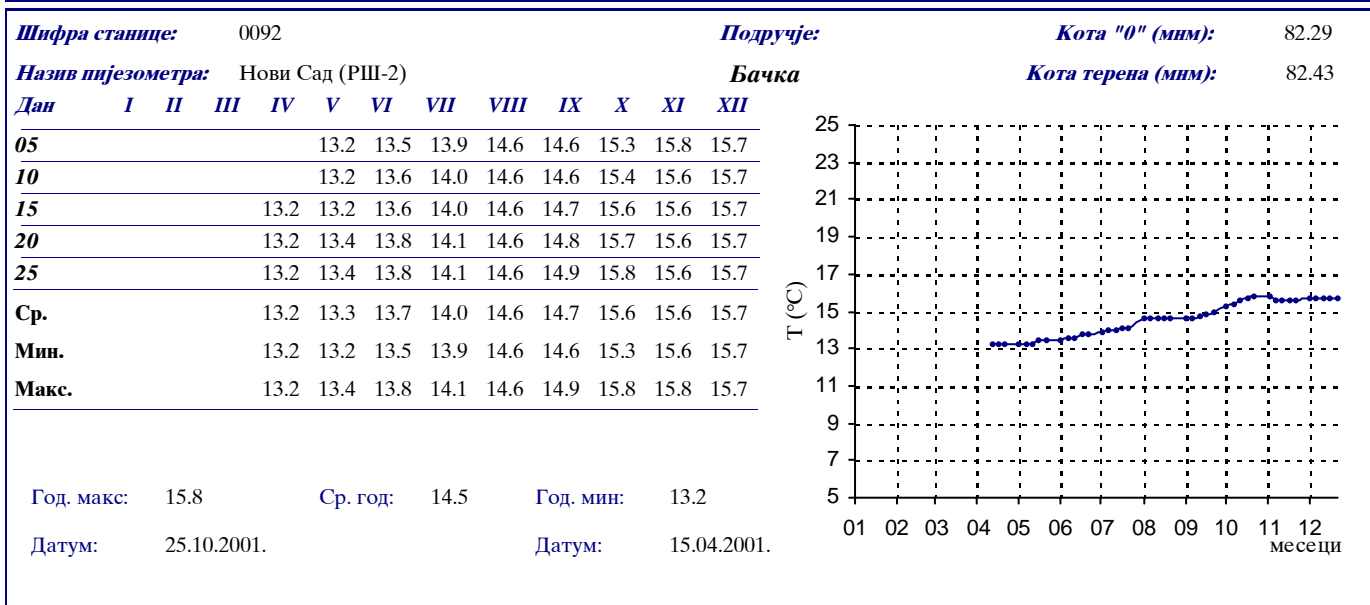 Шифра станице: 0092 Подручје: Кота "0" (мнм): 82.29
Назив пијезометра: Нови Сад (РШ-2) Бачка Кота терена (мнм): 82.43
Дан I II III IV V VI VII VIII IX X XI XII
05 13.2 13.5 13.9 14.6 14.6 15.3 15.8 15.7
10 13.2 13.6 14.0 14.6 14.6 15.4 15.6 15.7
15 13.2 13.2 13.6 14.0 14.6 14.7 15.6 15.6 15.7
20 13.2 13.4 13.8 14.1 14.6 14.8 15.7 15.6 15.7
25 13.2 13.4 13.8 14.1 14.6 14.9 15.8 15.6 15.7
Ср. 13.2 13.3 13.7 14.0 14.6 14.7 15.6 15.6 15.7
Мин. 13.2 13.2 13.5 13.9 14.6 14.6 15.3 15.6 15.7
Макс. 13.2 13.4 13.8 14.1 14.6 14.9 15.8 15.8 15.7
Год. макс: 15.8 Ср. год: 14.5 Год. мин: 13.2
Датум: 25.10.2001. Датум: 15.04.2001.
T (°C)
25
23
21
19
17
15
13
11
9
7
5
01 02 03 04 05 06 07 08 09 10 11 12
месеци